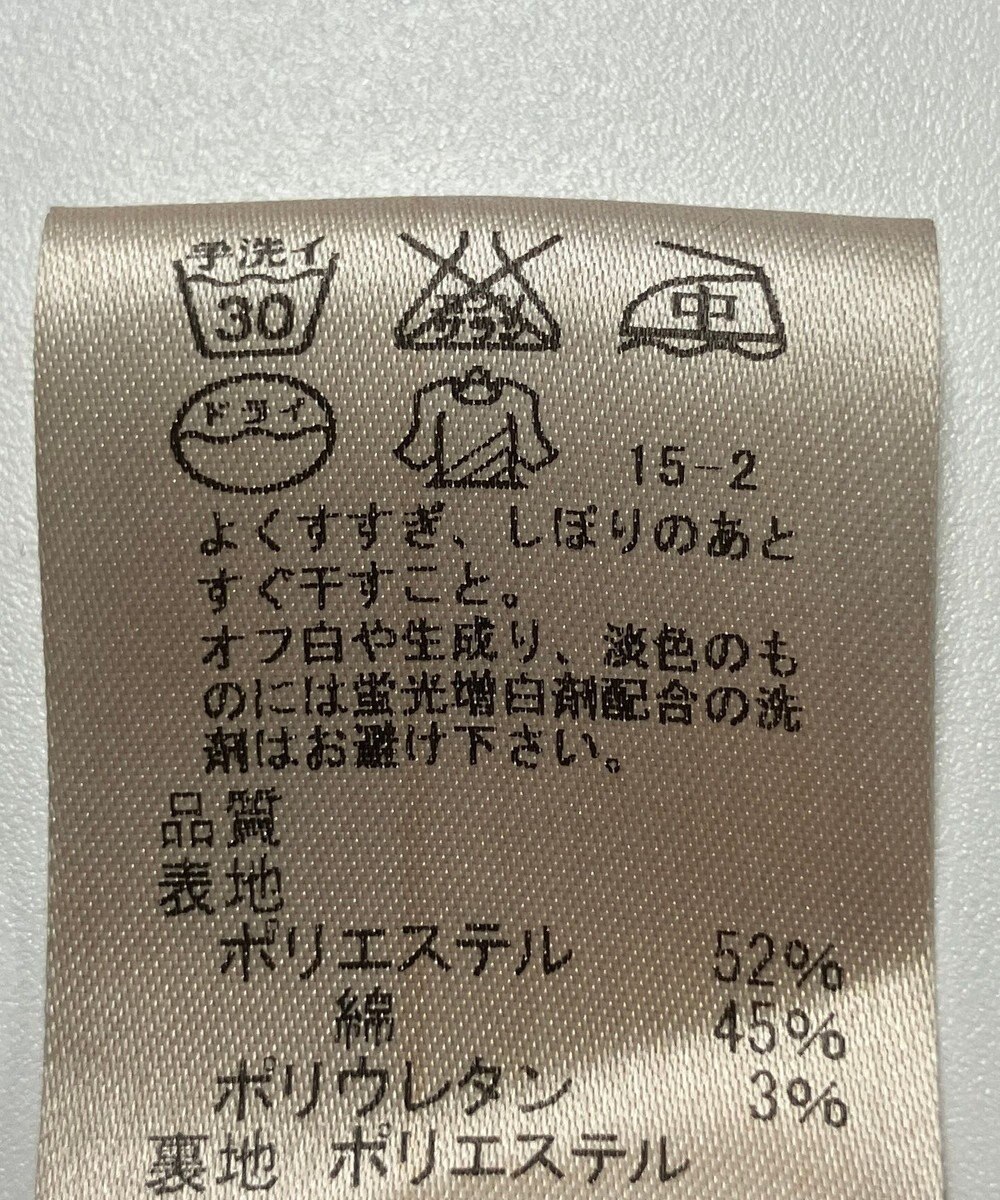 手洗イ
30
エンソ
サラシ
中
ドライ
15-2
よくすすぎ、しぼりのあと
すぐ干すこと。
オフ白や生成り、淡色のも
のには蛍光増白剤配合の洗
剤はお避け下さい。
品質
表地
ポリエステル 52%
綿 45%
ポリウレタン 3%
裏地 ポリエステル